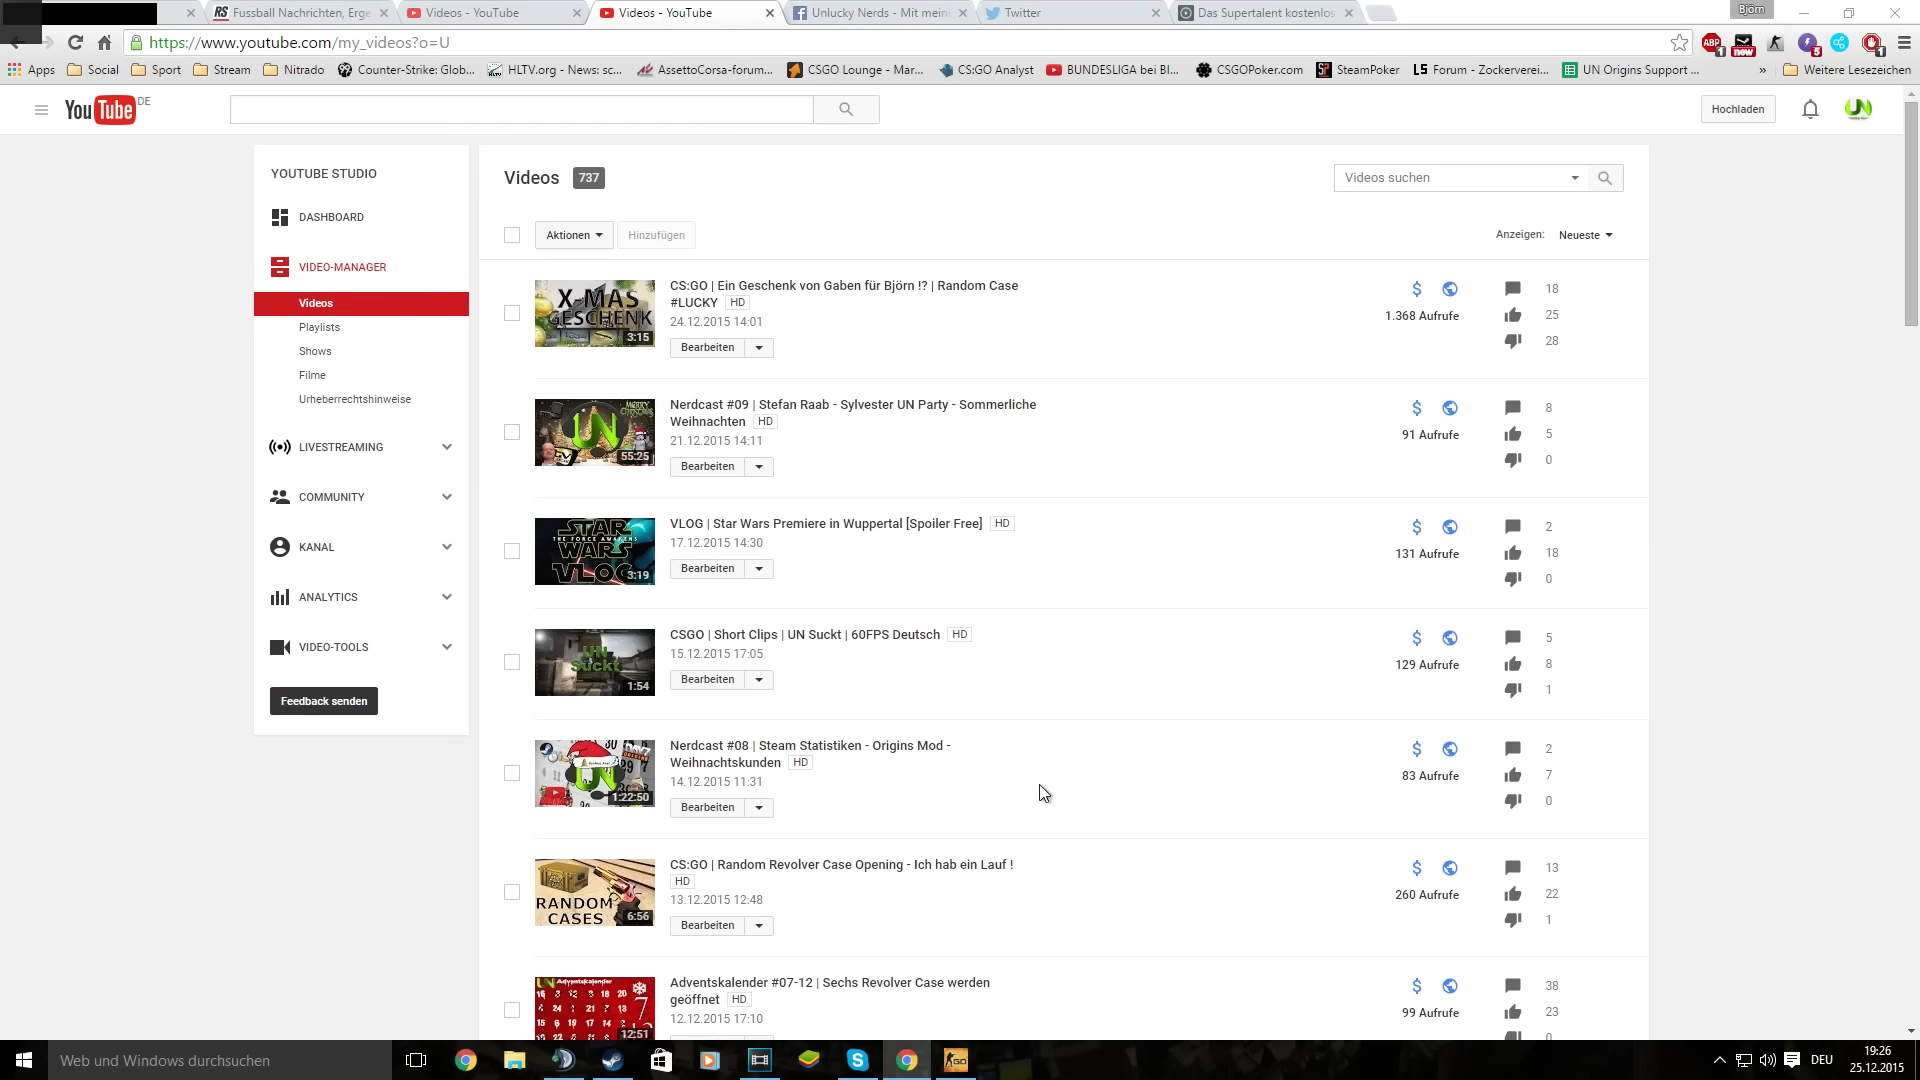 Fussball Nachrichten, Erge
Videos - YouTube
Videos - YouTube
Unlucky Nerds - Mit mein
Twitter
Das Supertalent kostenlos
Björn
https://www.youtube.com/my_videos?o=U
Apps
Social
Sport
Stream
Nitrado
Counter-Strike: Glob...
HLTV.org - News: sc...
AssettoCorsa-forum...
CSGO Lounge - Mar...
CS:GO Analyst
BUNDESLIGA bei BI...
CSGOPoker.com
SteamPoker
Forum - Zockerverei...
UN Origins Support ...
»
Weitere Lesezeichen
YouTube DE
Hochladen
YOUTUBE STUDIO
DASHBOARD
VIDEO-MANAGER
Videos
Playlists
Shows
Filme
Urheberrechtshinweise
LIVESTREAMING
COMMUNITY
KANAL
ANALYTICS
VIDEO-TOOLS
Feedback senden
Videos 737
Videos suchen
Aktionen
Hinzufügen
Anzeigen: Neueste
X-MAS
GESCHENK
3:15
CS:GO | Ein Geschenk von Gaben für Björn !? | Random Case
#LUCKY HD
24.12.2015 14:01
Bearbeiten
1.368 Aufrufe
18
25
28
55:25
Nerdcast #09 | Stefan Raab - Sylvester UN Party - Sommerliche
Weihnachten HD
21.12.2015 14:11
Bearbeiten
91 Aufrufe
8
5
0
STAR
THE FORCE AWAKENS
WARS
VLOG
3:19
VLOG | Star Wars Premiere in Wuppertal [Spoiler Free] HD
17.12.2015 14:30
Bearbeiten
131 Aufrufe
2
18
0
UN
Suckt
1:54
CSGO | Short Clips | UN Suckt | 60FPS Deutsch HD
15.12.2015 17:05
Bearbeiten
129 Aufrufe
5
8
1
1:22:50
Nerdcast #08 | Steam Statistiken - Origins Mod -
Weihnachtskunden HD
14.12.2015 11:31
Bearbeiten
83 Aufrufe
2
7
0
RANDOM
CASES
6:56
CS:GO | Random Revolver Case Opening - Ich hab ein Lauf !
HD
13.12.2015 12:48
Bearbeiten
260 Aufrufe
13
22
1
Adventskalender
12:51
Adventskalender #07-12 | Sechs Revolver Case werden
geöffnet HD
12.12.2015 17:10
99 Aufrufe
38
23
Web und Windows durchsuchen
DEU
19:26
25.12.2015